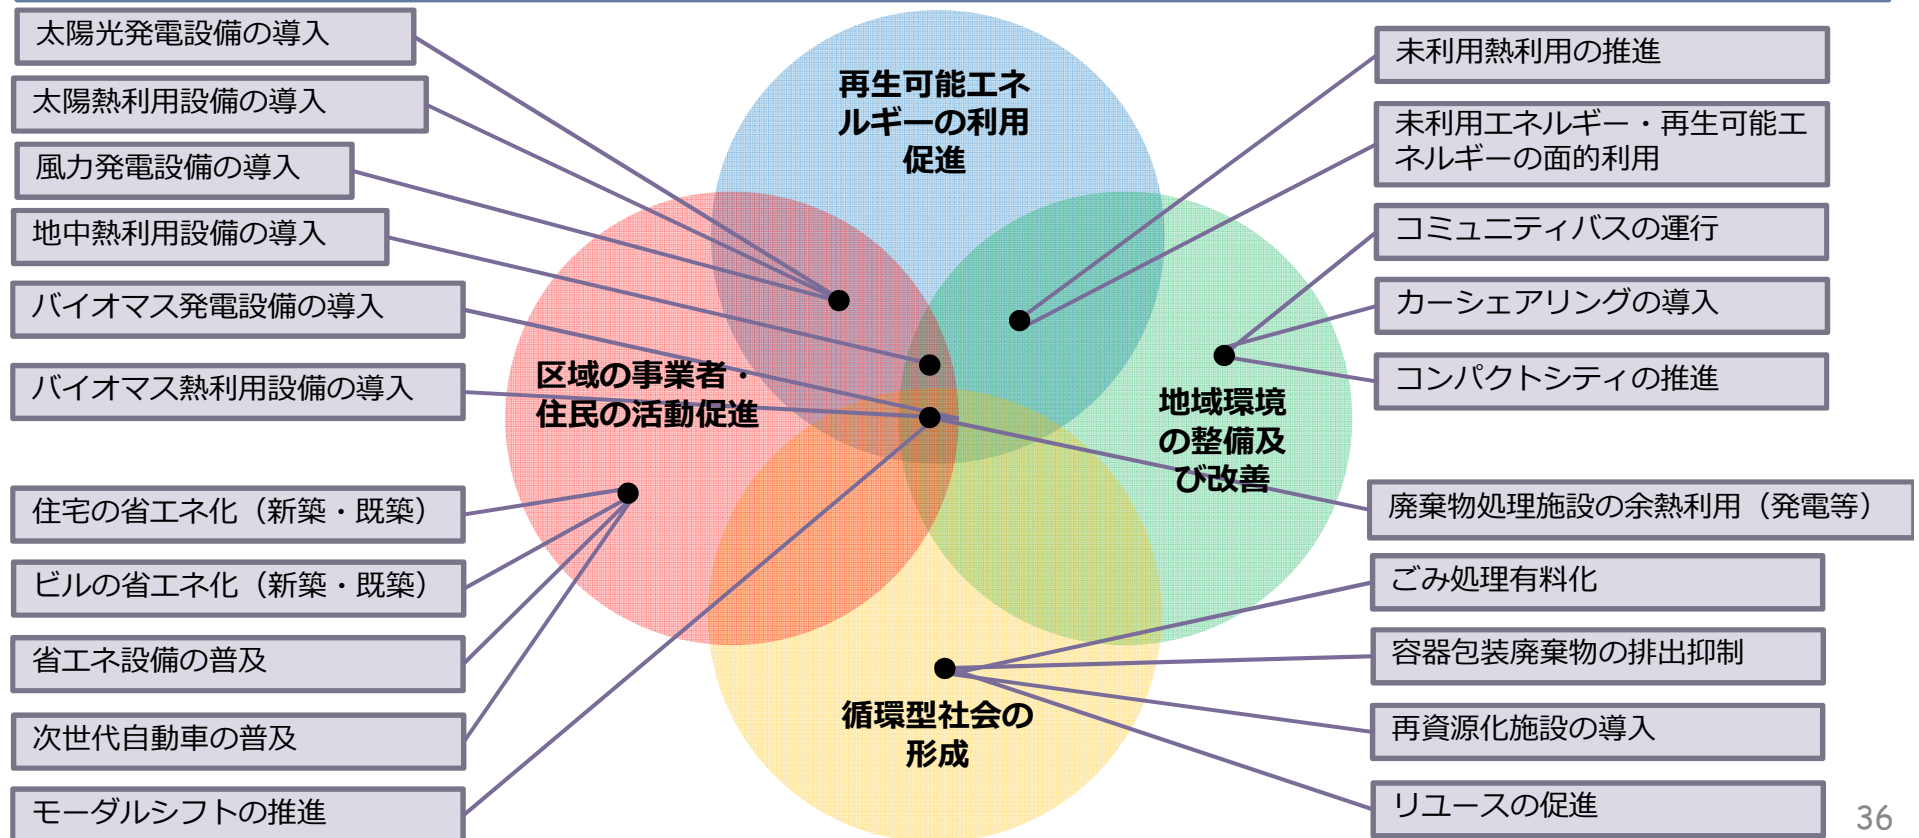 太陽光発電設備の導入
太陽熱利用設備の導入
風力発電設備の導入
地中熱利用設備の導入
バイオマス発電設備の導入
バイオマス熱利用設備の導入
住宅の省エネ化（新築・既築）
ビルの省エネ化（新築・既築）
省エネ設備の普及
次世代自動車の普及
モーダルシフトの推進
再生可能エネ
ルギーの利用
促進
区域の事業者・
住民の活動促進
地域環境
の整備及
び改善
循環型社会の
形成
未利用熱利用の推進
未利用エネルギー・再生可能エ
ネルギーの面的利用
コミュニティバスの運行
カーシェアリングの導入
コンパクトシティの推進
廃棄物処理施設の余熱利用（発電等）
ごみ処理有料化
容器包装廃棄物の排出抑制
再資源化施設の導入
リユースの促進
36